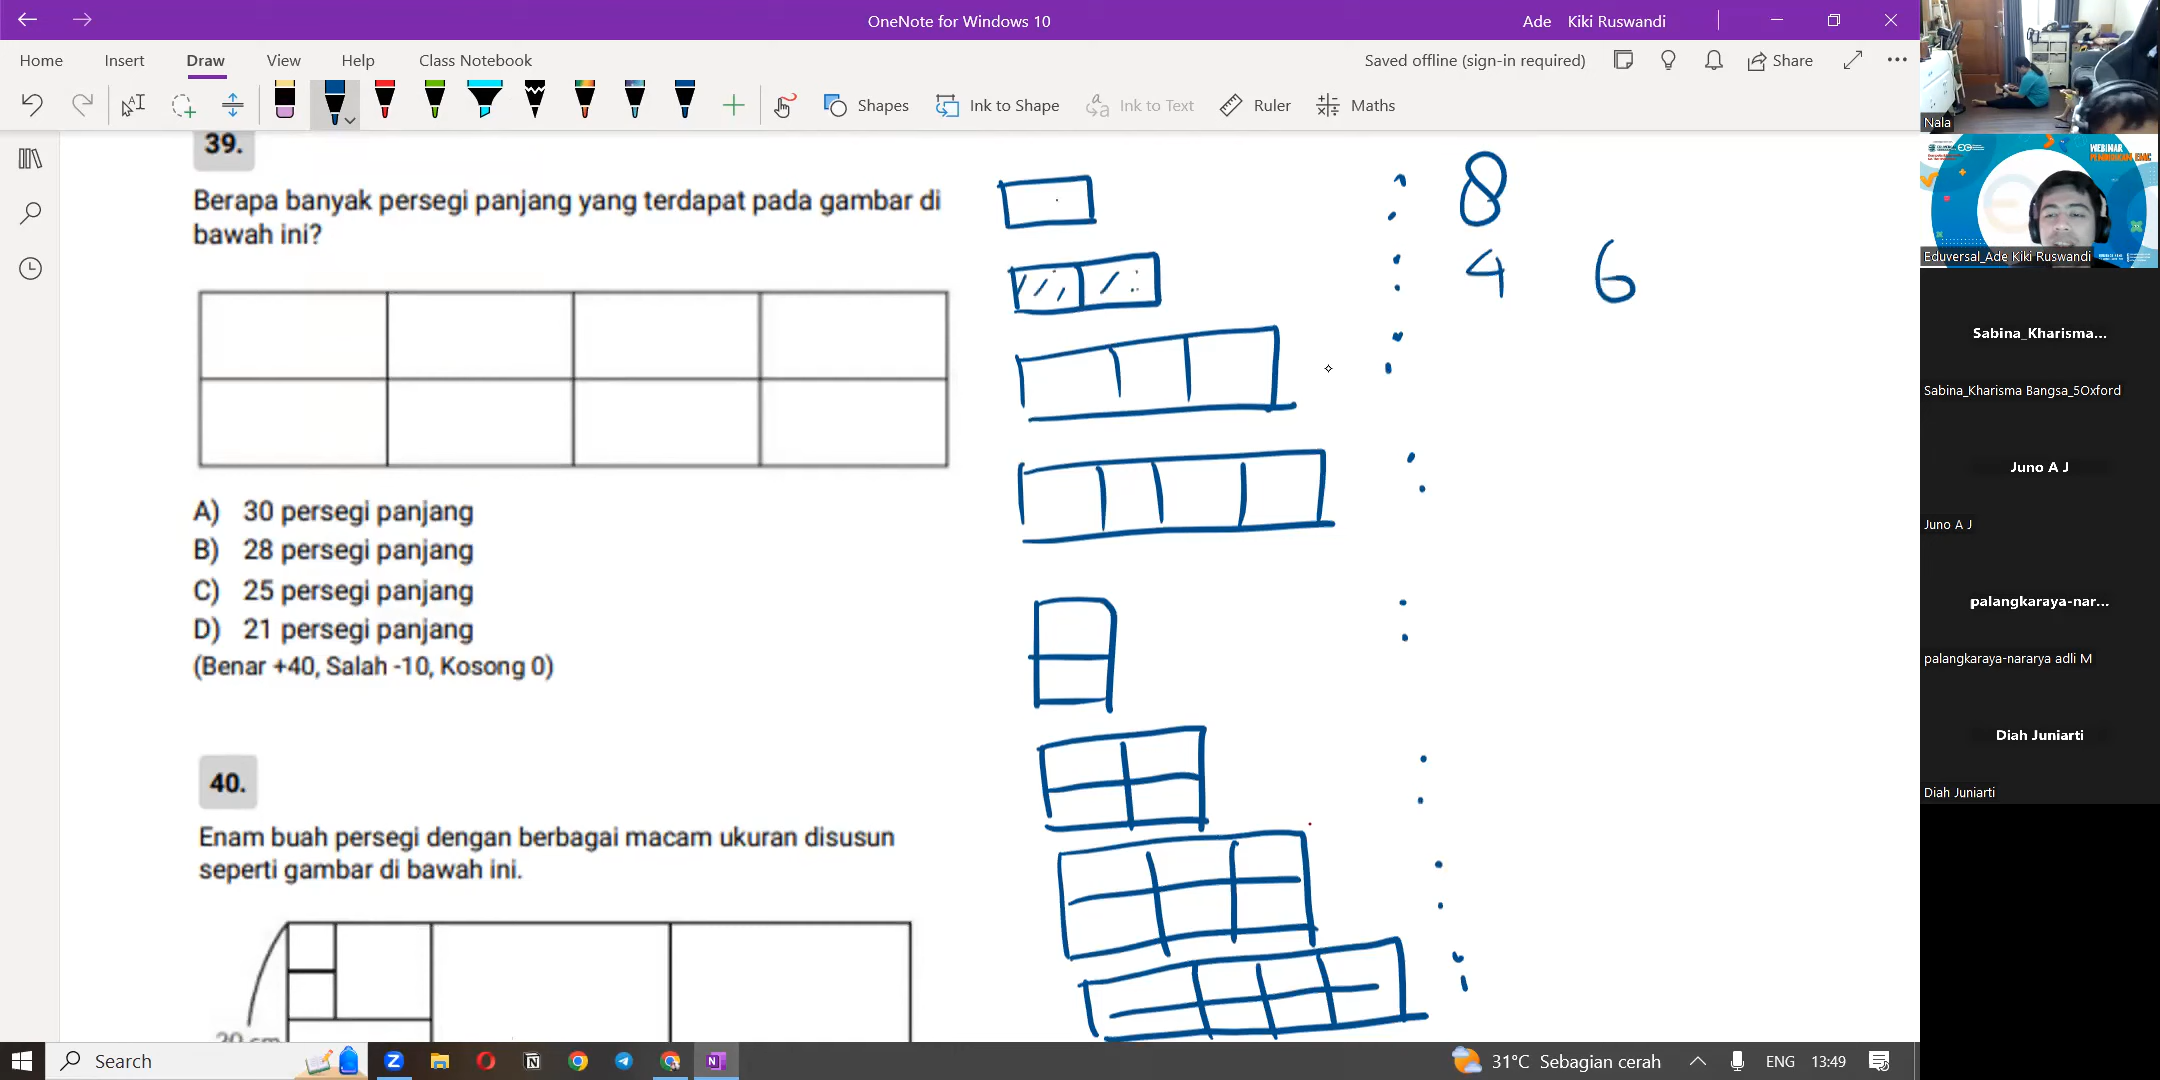 OneNote for Windows 10
Ade Kiki Ruswandi
Home Insert Draw View Help Class Notebook
Saved offline (sign-in required) Share
Shapes Ink to Shape Ink to Text Ruler Maths
39.
Berapa banyak persegi panjang yang terdapat pada gambar di
bawah ini?
A) 30 persegi panjang
B) 28 persegi panjang
C) 25 persegi panjang
D) 21 persegi panjang
(Benar +40, Salah -10, Kosong 0)
40.
Enam buah persegi dengan berbagai macam ukuran disusun
seperti gambar di bawah ini.
: 8
: 4 6
:
:
:
:
:
:
Nala
WEBINAR
Eduversal_Ade Kiki Ruswandi
Sabina_Kharisma...
Sabina_Kharisma Bangsa_5Oxford
Juno A J
Juno A J
palangkaraya-nar...
palangkaraya-nararya adli M
Diah Juniarti
Diah Juniarti
Search
31°C Sebagian cerah
ENG 13:49